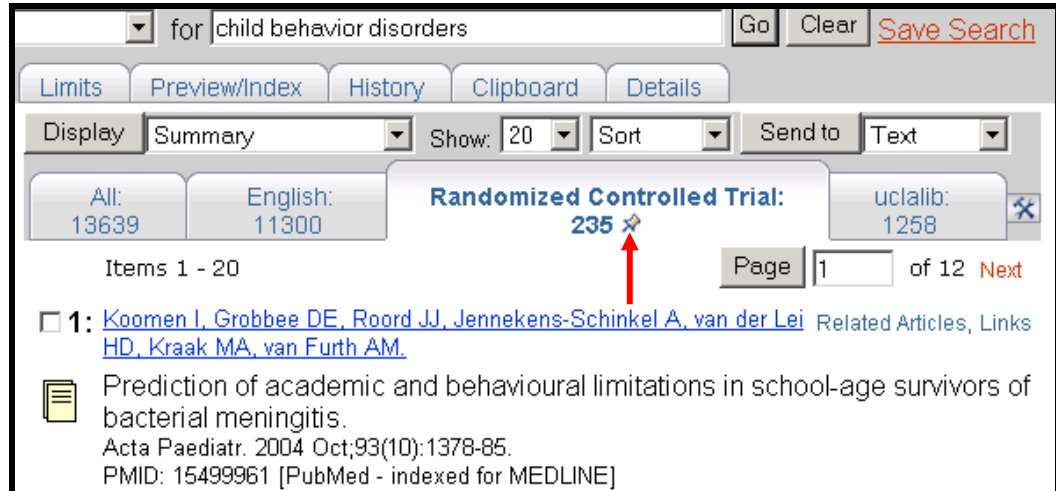 for child behavior disorders Go Clear Save Search
Limits Preview/Index History Clipboard Details
Display Summary Show: 20 Sort Send to Text
All: English: Randomized Controlled Trial: uclalib:
13639 11300 235 1258
Items 1 - 20 Page 1 of 12 Next
1: Koomen I, Grobbee DE, Roord JJ, Jennekens-Schinkel A, van der Lei Related Articles, Links
HD, Kraak MA, van Furth AM.
Prediction of academic and behavioural limitations in school-age survivors of
bacterial meningitis.
Acta Paediatr. 2004 Oct;93(10):1378-85.
PMID: 15499961 [PubMed - indexed for MEDLINE]